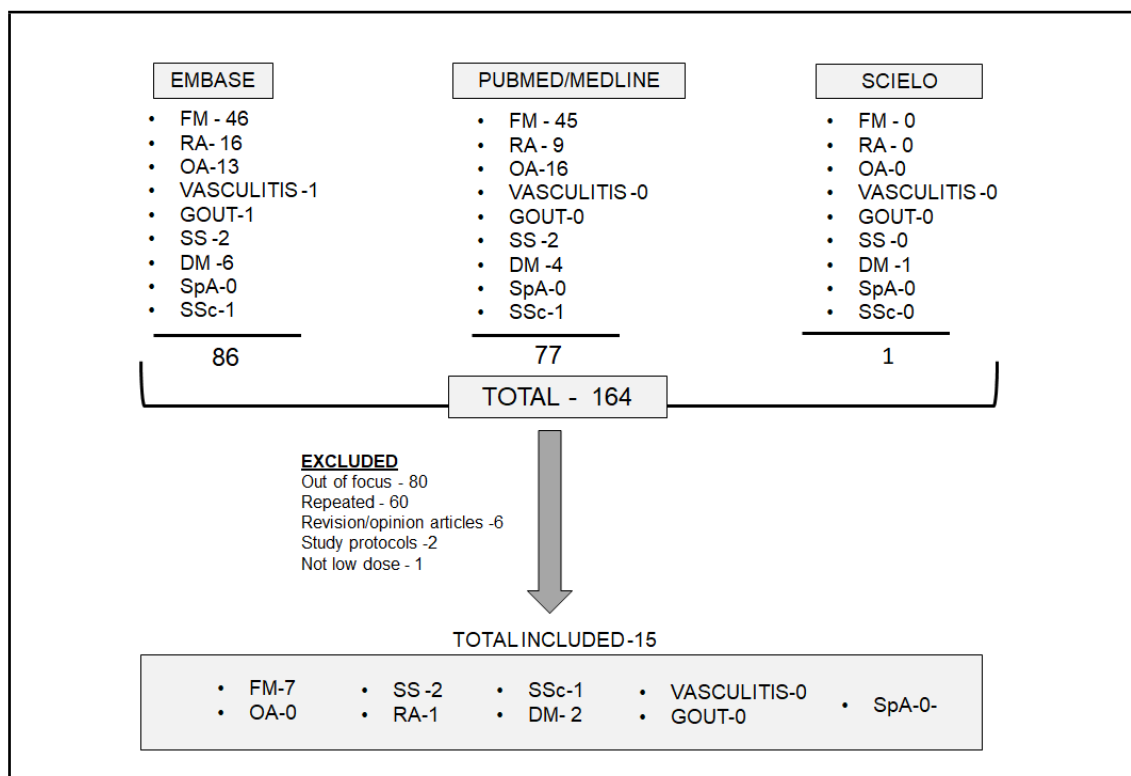 EMBASE
• FM - 46
• RA- 16
• OA-13
• VASCULITIS -1
• GOUT-1
• SS -2
• DM -6
• SpA-0
• SSc-1
86
PUBMED/MEDLINE
• FM - 45
• RA - 9
• OA-16
• VASCULITIS -0
• GOUT-0
• SS -2
• DM -4
• SpA-0
• SSc-1
77
SCIELO
• FM - 0
• RA - 0
• OA-0
• VASCULITIS -0
• GOUT-0
• SS -0
• DM -1
• SpA-0
• SSc-0
1
TOTAL - 164
EXCLUDED
Out of focus - 80
Repeated - 60
Revision/opinion articles -6
Study protocols -2
Not low dose - 1
TOTAL INCLUDED -15
• FM-7
• OA-0
• SS -2
• RA-1
• SSc-1
• DM- 2
• VASCULITIS-0
• GOUT-0
• SpA-0-